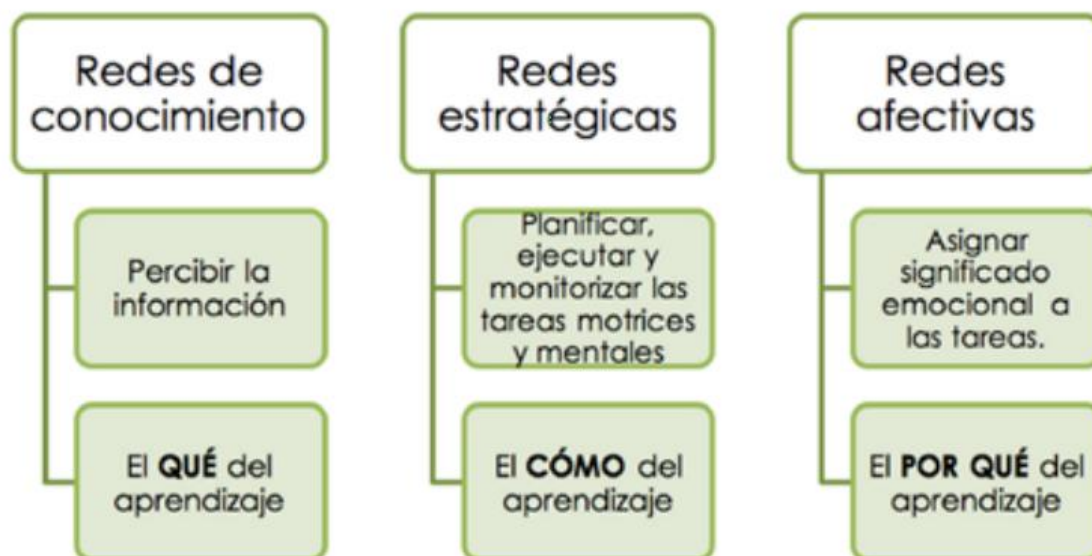 Redes de
conocimiento
Percibir la
información
El QUÉ del
aprendizaje
Redes
estratégicas
Planificar,
ejecutar y
monitorizar las
tareas motrices
y mentales
El CÓMO del
aprendizaje
Redes
afectivas
Asignar
significado
emocional a
las tareas.
El POR QUÉ del
aprendizaje